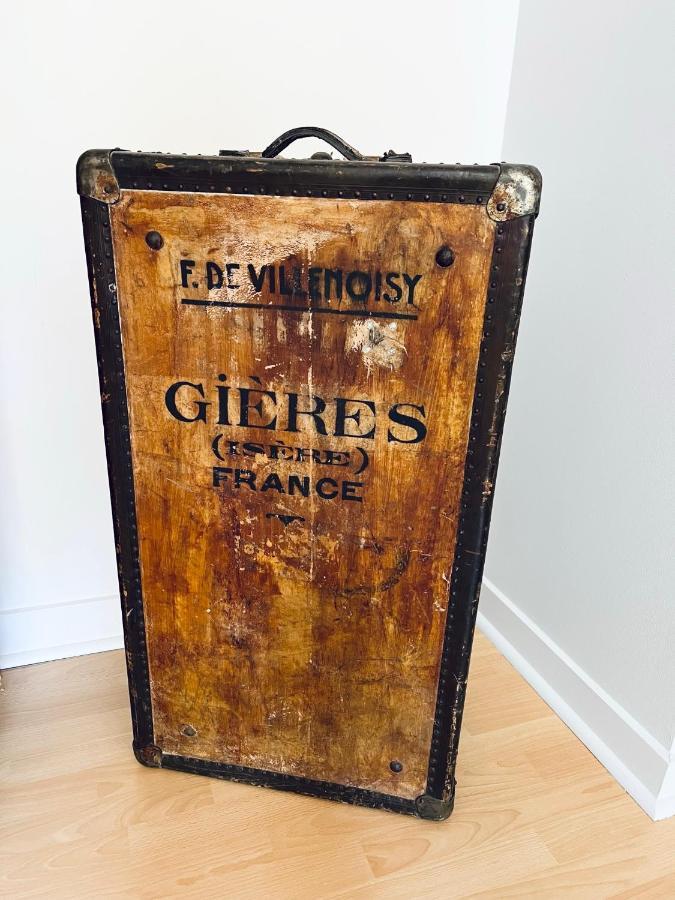 F. DE VILLENOISY
GIÈRES
(ISÈRE)
FRANCE